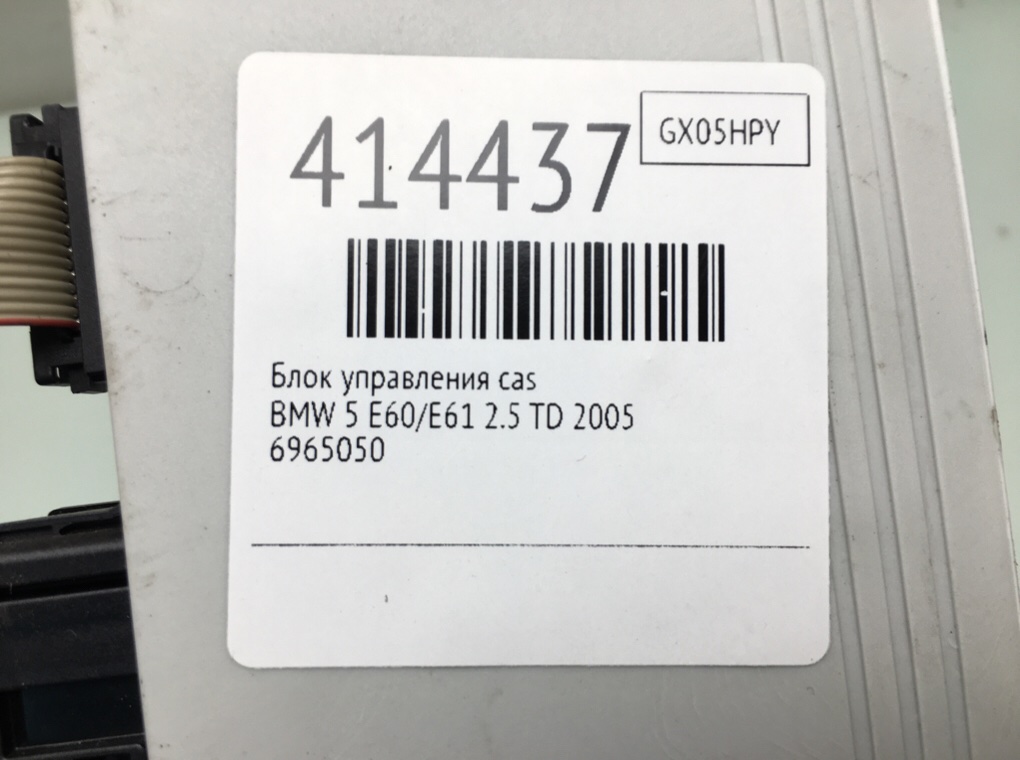 414437
GX05HPY
Блок управления cas
BMW 5 E60/E61 2.5 TD 2005
6965050